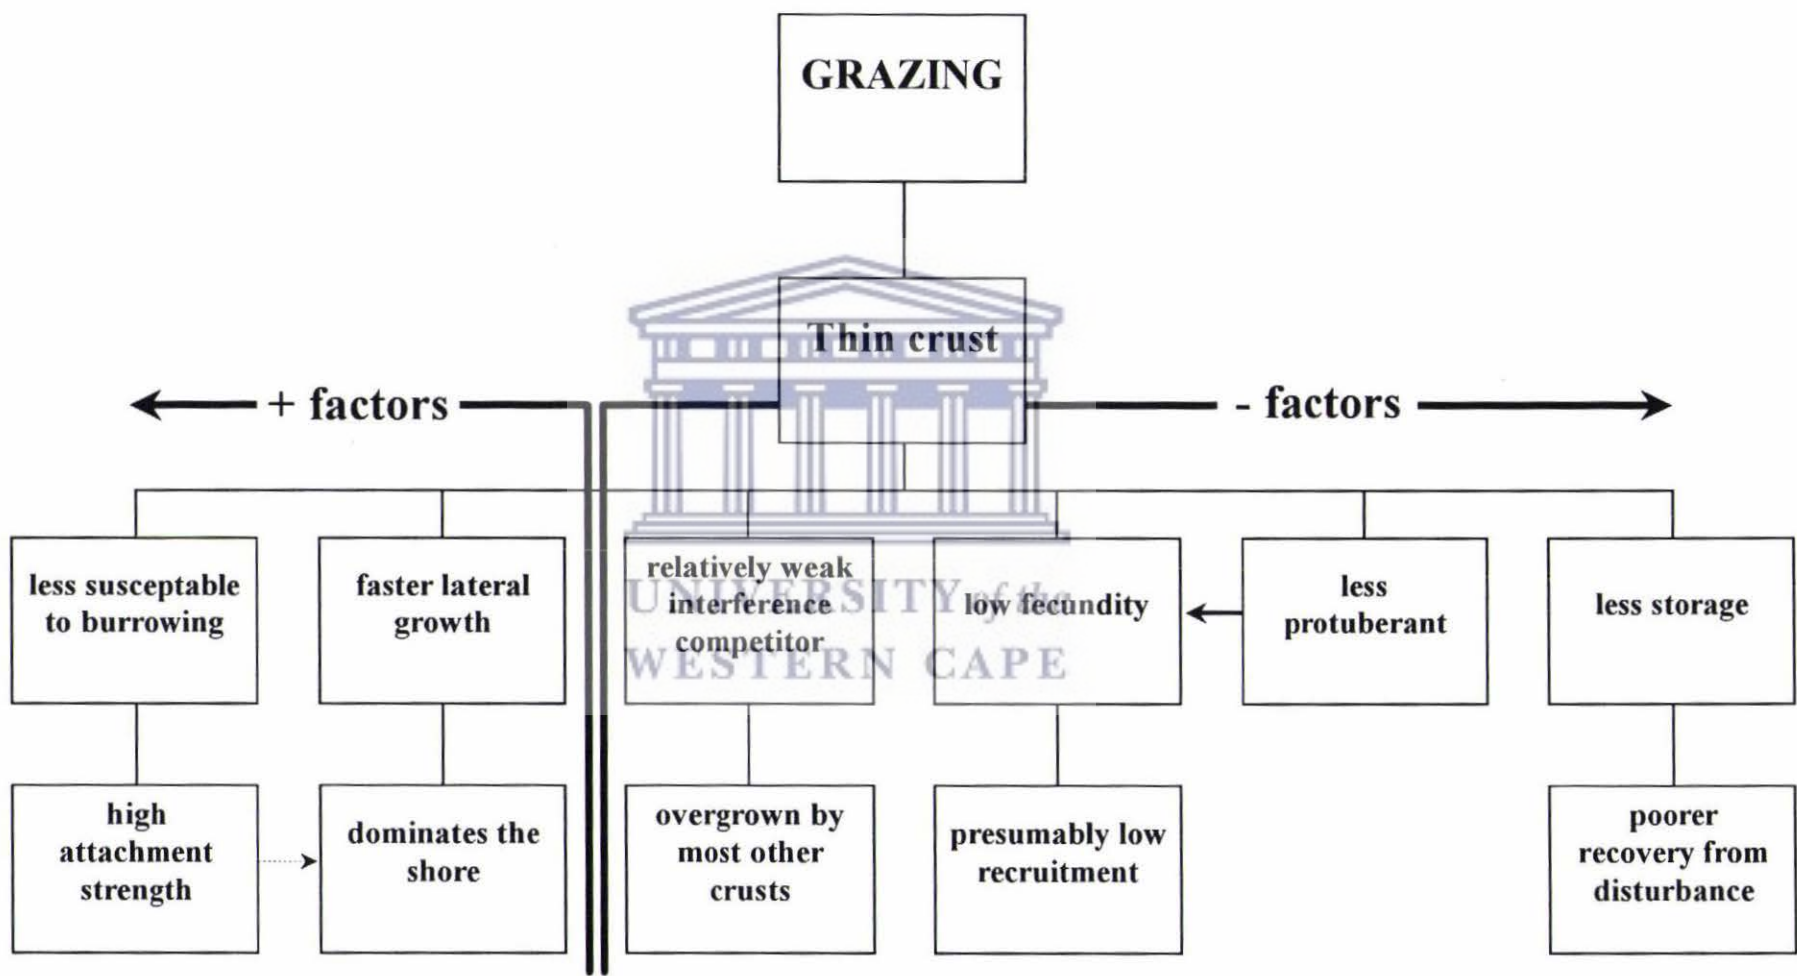 GRAZING
Thin crust
+ factors
- factors
less susceptable
to burrowing
faster lateral
growth
relatively weak
interference
competitor
low fecundity
less
protuberant
less storage
UNIVERSITY of the
WESTERN CAPE
high
attachment
strength
dominates the
shore
overgrown by
most other
crusts
presumably low
recruitment
poorer
recovery from
disturbance